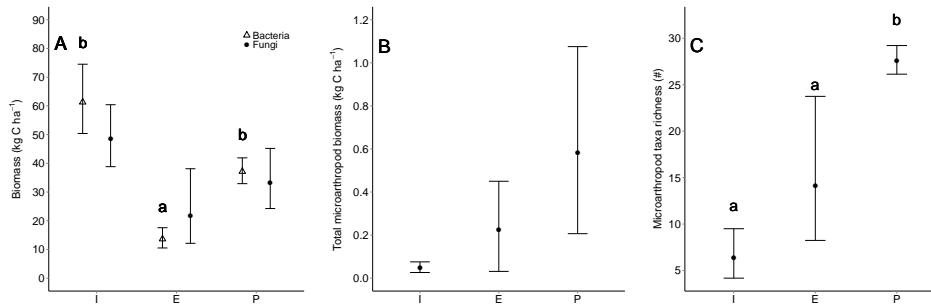 A
b
Bacteria
Fungi
b
a
90
80
70
60
50
40
30
20
10
0
Biomass (kg C ha⁻¹)
I E P
B
1.2
1.0
0.8
0.6
0.4
0.2
0.0
Total microarthropod biomass (kg C ha⁻¹)
I E P
C
b
a
a
30
25
20
15
10
5
Microarthropod taxa richness (#)
I E P